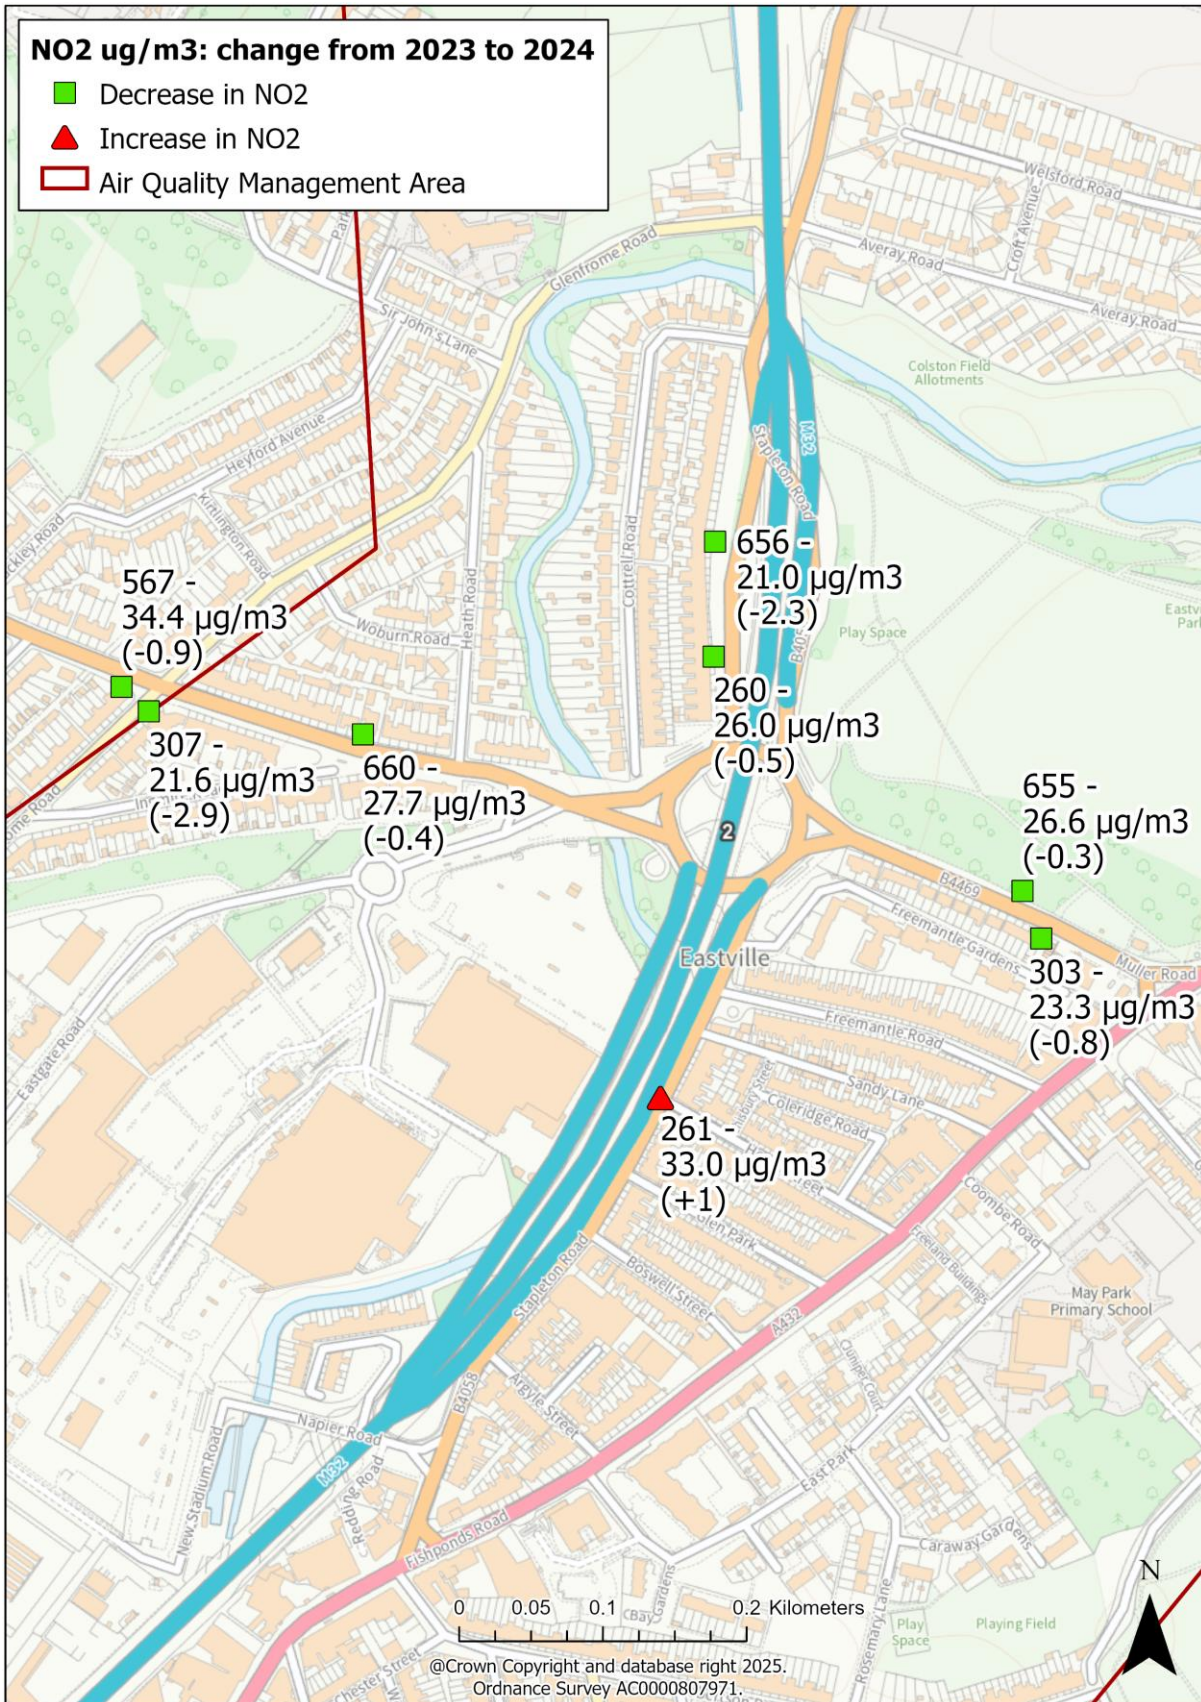 NO2 ug/m3: change from 2023 to 2024
Decrease in NO2
Increase in NO2
Air Quality Management Area
Welsford Road
Croft Avenue
Averay Road
Averay Road
Glenfrome Road
Park
Sir John's Lane
Colston Field
Allotments
Heyford Avenue
M32
Stapleton Road
Kirtlington Road
Cottrell Road
Heath Road
Woburn Road
656 -
21.0 µg/m3
(-2.3)
567 -
34.4 µg/m3
(-0.9)
Play Space
260 -
26.0 µg/m3
(-0.5)
307 -
21.6 µg/m3
(-2.9)
660 -
27.7 µg/m3
(-0.4)
655 -
26.6 µg/m3
(-0.3)
2
B4469
Freemantle Gardens
Muller Road
Eastville
303 -
23.3 µg/m3
(-0.8)
Eastgate Road
Freemantle Road
Sandy Lane
Coleridge Road
261 -
33.0 µg/m3
(+1)
Glen Park
Coombe Road
Freeland Buildings
Boswell Street
Stapleton Road
May Park
Primary School
A432
B4058
Argyle Street
Napier Road
M32
Redding Road
New Stadium Road
East Park
Fishponds Road
Caraway Gardens
Rosemary Lane
Play
Space
Playing Field
N
0 0.05 0.1 0.2 Kilometers
Gardens
Chester Street
@Crown Copyright and database right 2025.
Ordnance Survey AC0000807971.